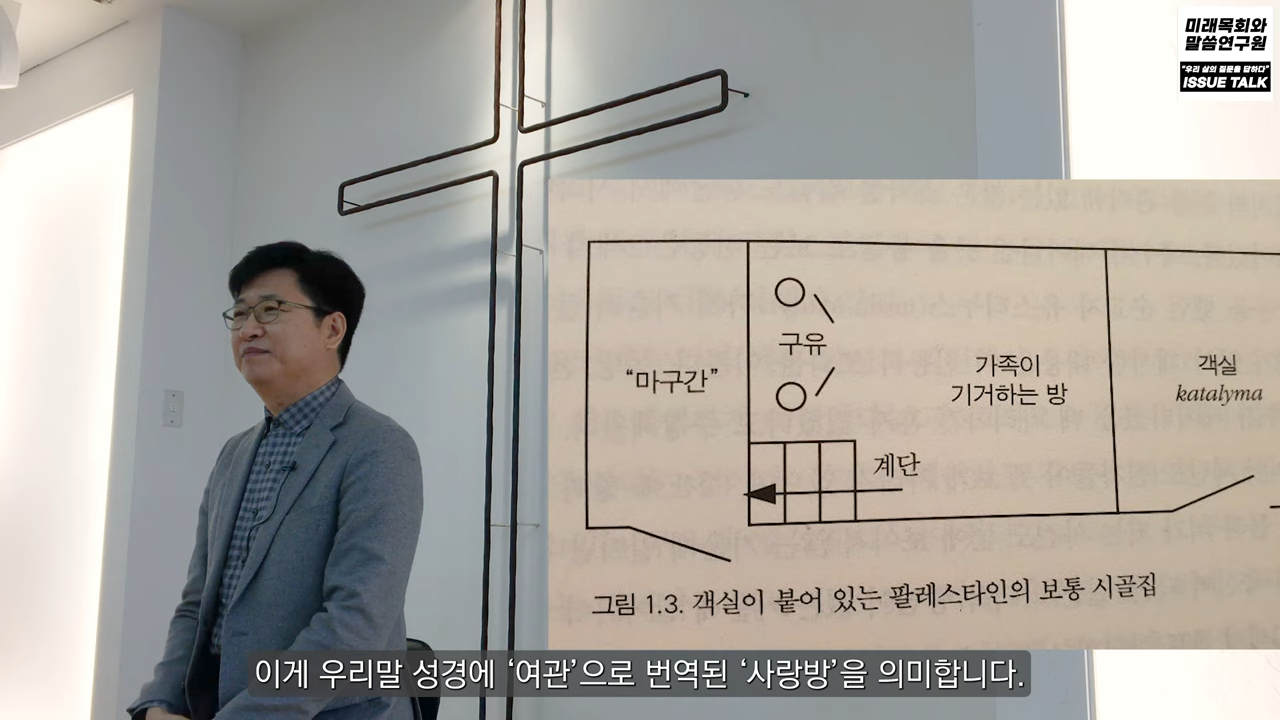 미래목회와
말씀연구원
"우리 삶의 질문을 답하다"
ISSUE TALK
구유
"마구간"
가족이
기거하는 방
객실
katalyma
계단
그림 1.3. 객실이 붙어 있는 팔레스타인의 보통 시골집
이게 우리말 성경에 '여관'으로 번역된 '사랑방'을 의미합니다.